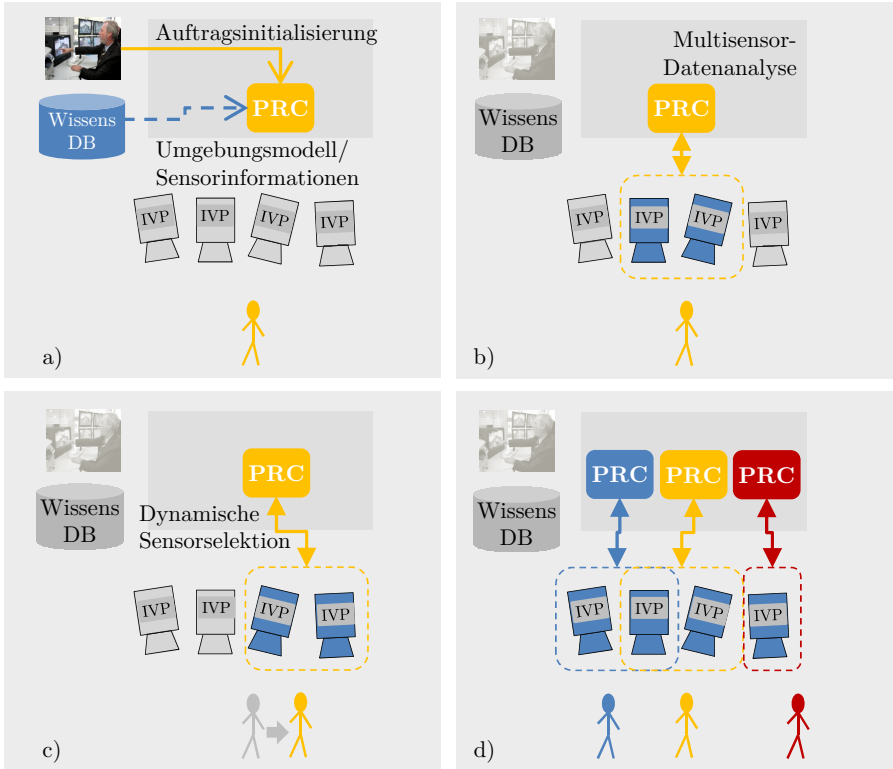 Auftragsinitialisierung
PRC
Wissens
DB
Umgebungsmodell/
Sensorinformationen
IVP
IVP
IVP
IVP
a)
Multisensor-
Datenanalyse
PRC
Wissens
DB
IVP
IVP
IVP
IVP
b)
PRC
Wissens
DB
Dynamische
Sensorselektion
IVP
IVP
IVP
IVP
c)
PRC
PRC
PRC
Wissens
DB
IVP
IVP
IVP
IVP
d)